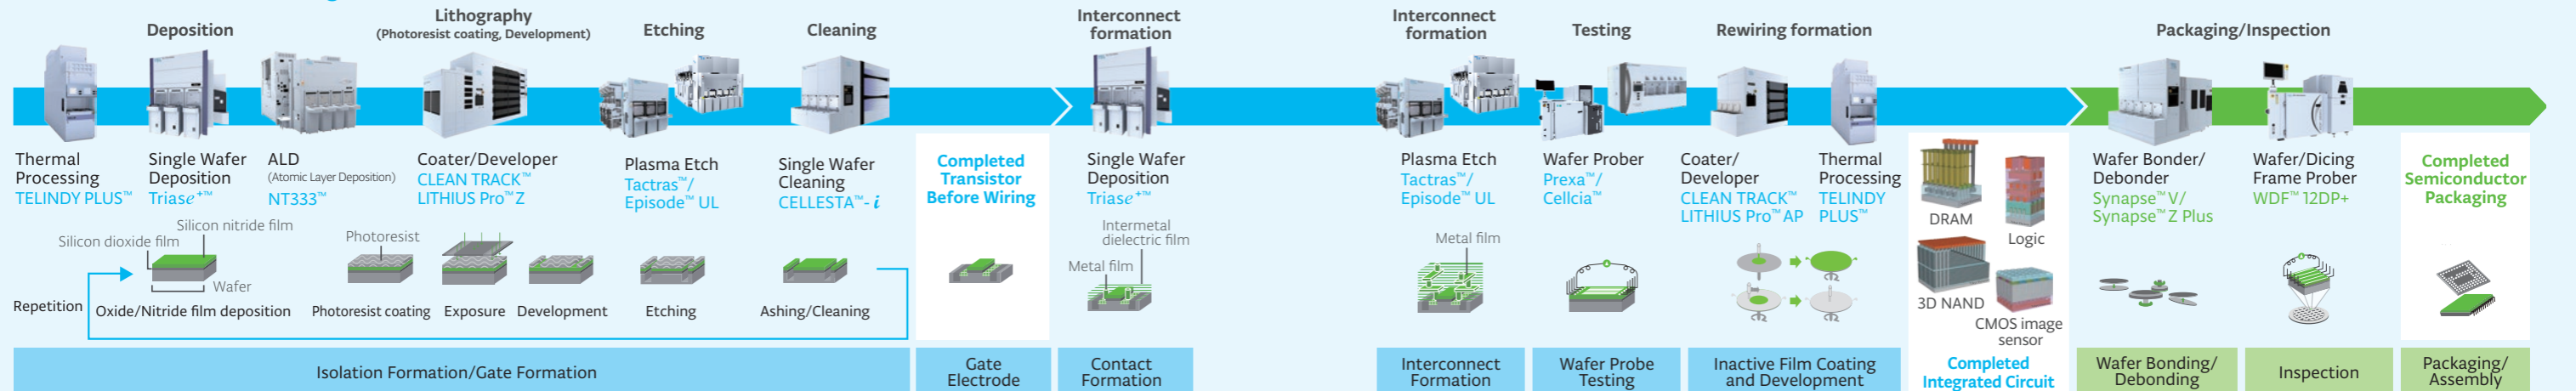 Deposition
Lithography
(Photoresist coating, Development)
Etching
Cleaning
Interconnect
formation
Interconnect
formation
Testing
Rewiring formation
Packaging/Inspection
Thermal
Processing
TELINDY PLUS™
Single Wafer
Deposition
Triase⁺™
ALD
(Atomic Layer Deposition)
NT333™
Coater/Developer
CLEAN TRACK™
LITHIUS Pro™ Z
Plasma Etch
Tactras™/
Episode™ UL
Single Wafer
Cleaning
CELLESTA™-i
Completed
Transistor
Before Wiring
Single Wafer
Deposition
Triase⁺™
Plasma Etch
Tactras™/
Episode™ UL
Wafer Prober
Prexa™/
Cellcia™
Coater/
Developer
CLEAN TRACK™
LITHIUS Pro™ AP
Thermal
Processing
TELINDY
PLUS™
DRAM
Logic
3D NAND
CMOS image
sensor
Completed
Integrated Circuit
Wafer Bonder/
Debonder
Synapse™ V/
Synapse™ Z Plus
Wafer/Dicing
Frame Prober
WDF™ 12DP+
Completed
Semiconductor
Packaging
Silicon nitride film
Silicon dioxide film
Wafer
Photoresist
Intermetal
dielectric film
Metal film
Metal film
Repetition
Oxide/Nitride film deposition
Photoresist coating
Exposure
Development
Etching
Ashing/Cleaning
Isolation Formation/Gate Formation
Gate
Electrode
Contact
Formation
Interconnect
Formation
Wafer Probe
Testing
Inactive Film Coating
and Development
Wafer Bonding/
Debonding
Inspection
Packaging/
Assembly